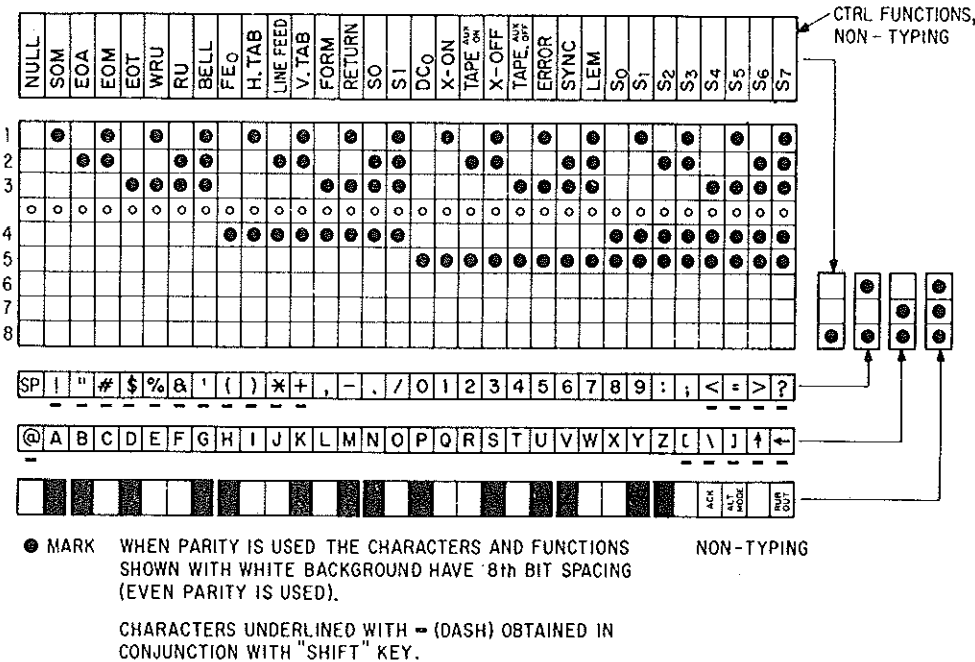 CTRL FUNCTIONS,
NON - TYPING
NULL SOM EOA EOM EOT WRU RU BELL FE0 H. TAB LINE FEED V. TAB FORM RETURN SO S1 DC0 X-ON TAPE AUX ON X-OFF TAPE. AUX OFF ERROR SYNC LEM S0 S1 S2 S3 S4 S5 S6 S7
1
2
3
4
5
6
7
8
SP ! " # $ % & ' ( ) * + , - . / 0 1 2 3 4 5 6 7 8 9 : ; < = > ?
@ A B C D E F G H I J K L M N O P Q R S T U V W X Y Z [ \ ] ↑ ←
ACK ALT MODE RUB OUT
● MARK WHEN PARITY IS USED THE CHARACTERS AND FUNCTIONS NON-TYPING
SHOWN WITH WHITE BACKGROUND HAVE 8th BIT SPACING
(EVEN PARITY IS USED).
CHARACTERS UNDERLINED WITH - (DASH) OBTAINED IN
CONJUNCTION WITH "SHIFT" KEY.